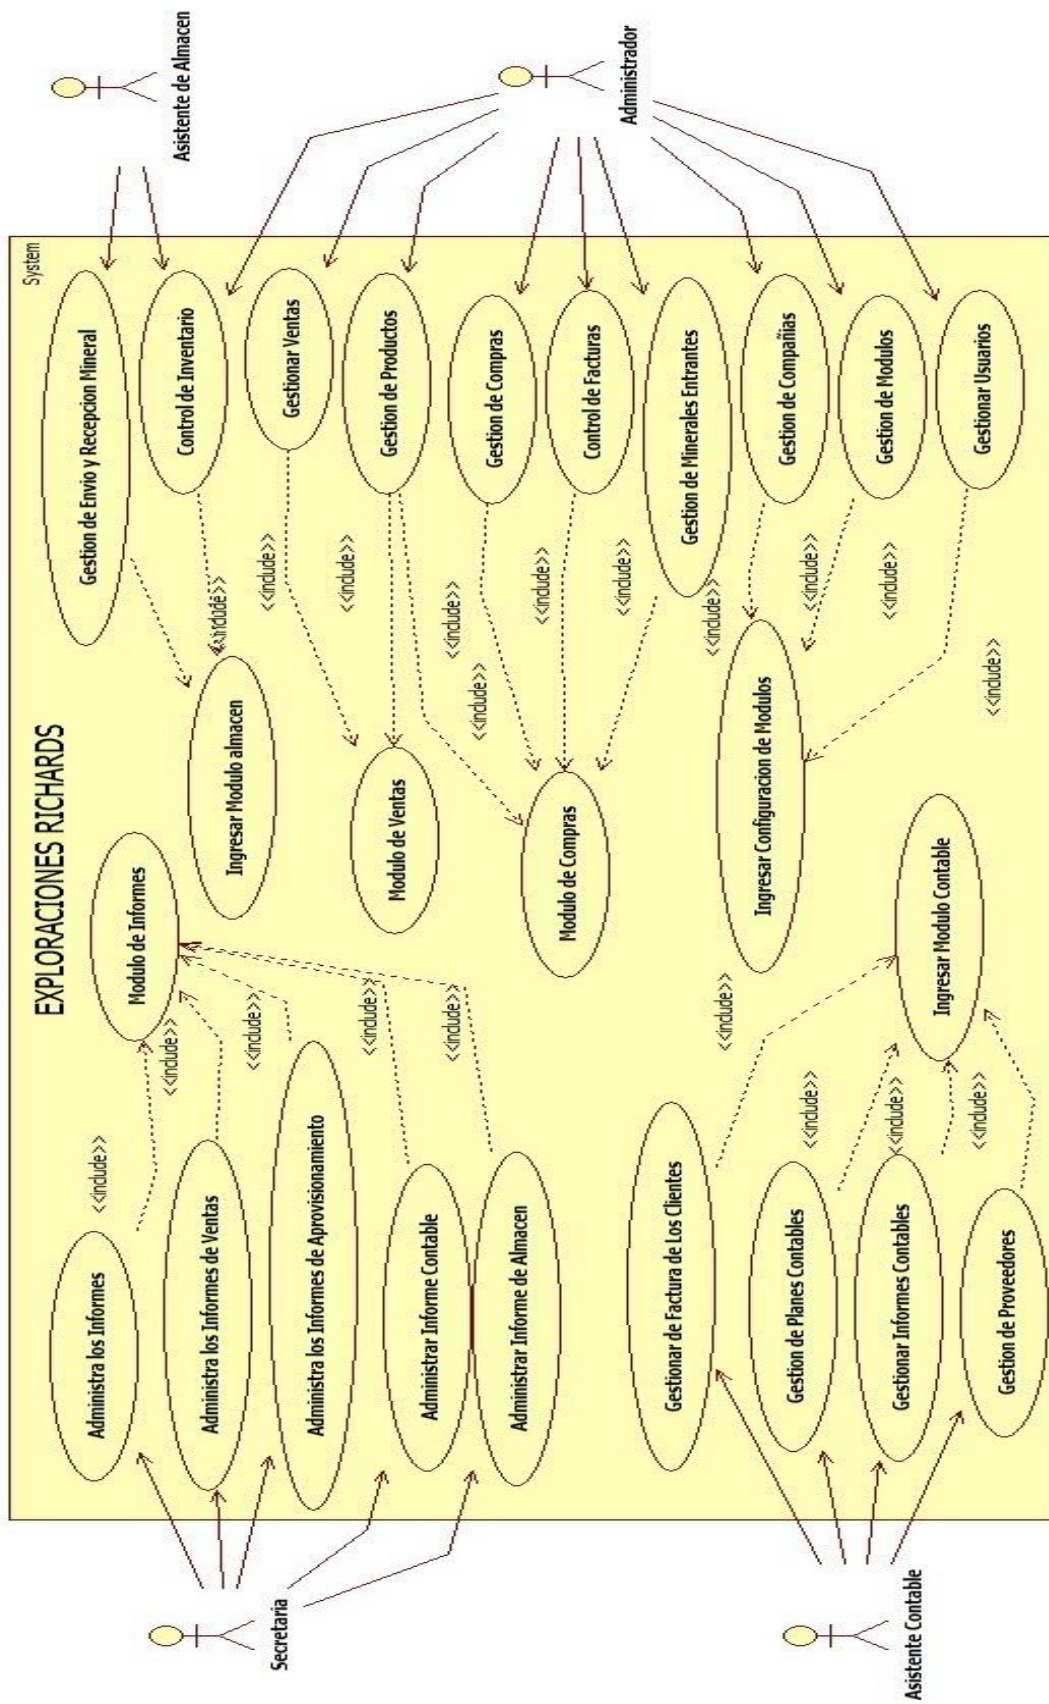 System
EXPLORACIONES RICHARDS
Secretaria
Asistente Contable
Asistente de Almacen
Administrador
Administra los Informes
Administra los Informes de Ventas
Administra los Informes de Aprovisionamiento
Administrar Informe Contable
Administrar Informe de Almacen
Gestionar de Factura de Los Clientes
Gestion de Planes Contables
Gestionar Informes Contables
Gestion de Proveedores
<<include>>
<<include>>
<<include>>
<<include>>
<<include>>
<<include>>
<<include>>
<<include>>
<<include>>
Modulo de Informes
Ingresar Modulo almacen
Modulo de Ventas
Modulo de Compras
Ingresar Configuracion de Modulos
Ingresar Modulo Contable
<<include>>
<<include>>
<<include>>
<<include>>
<<include>>
<<include>>
<<include>>
<<include>>
<<include>>
<<include>>
<<include>>
Gestion de Envio y Recepcion Mineral
Control de Inventario
Gestionar Ventas
Gestion de Productos
Gestion de Compras
Control de Facturas
Gestion de Minerales Entrantes
Gestion de Compañias
Gestion de Modulos
Gestionar Usuarios